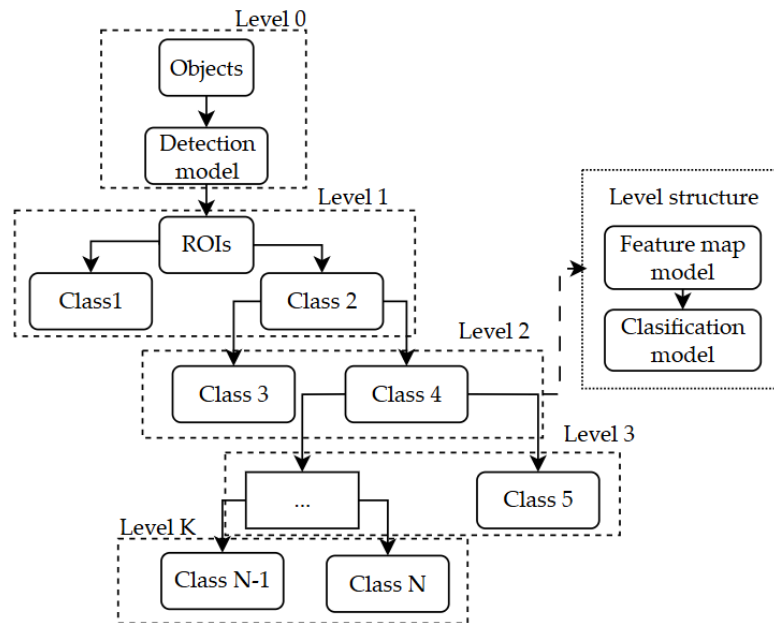 Level 0
Objects
Detection
model
Level 1
ROIs
Class1
Class 2
Level structure
Feature map
model
Clasification
model
Level 2
Class 3
Class 4
Level 3
...
Class 5
Level K
Class N-1
Class N